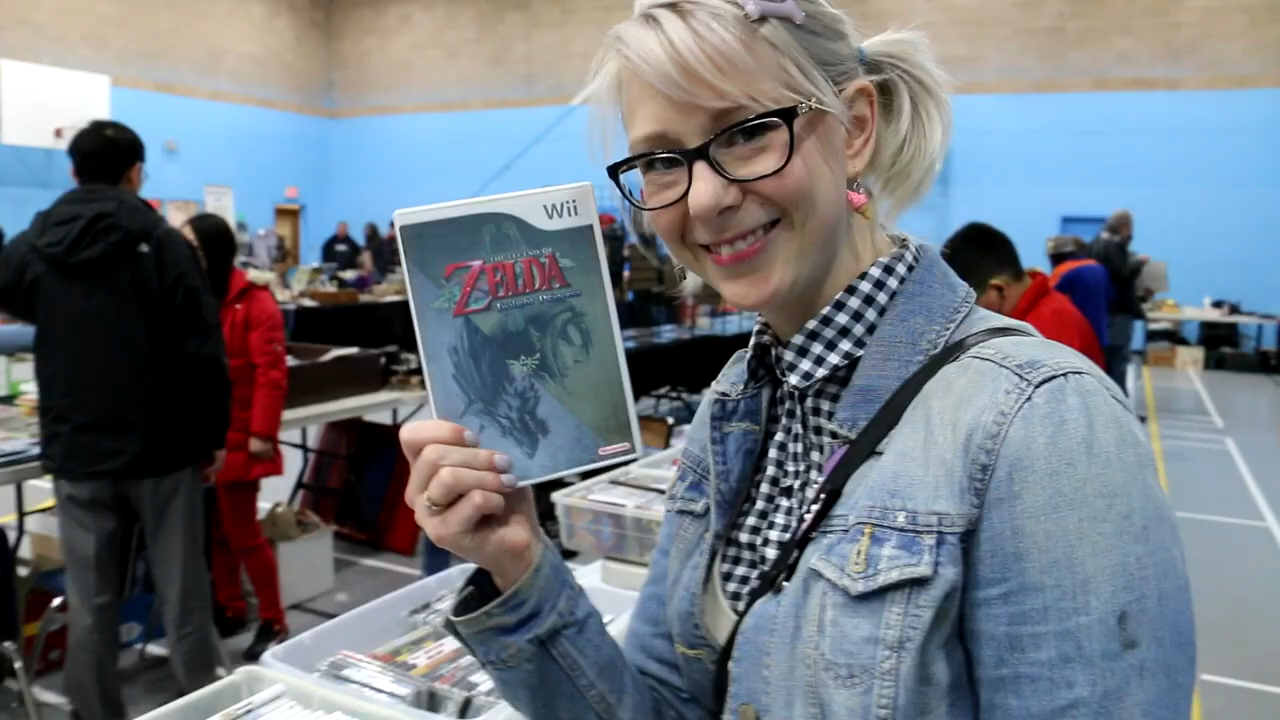 Wii
THE LEGEND OF
ZELDA
Twilight Princess
Nintendo